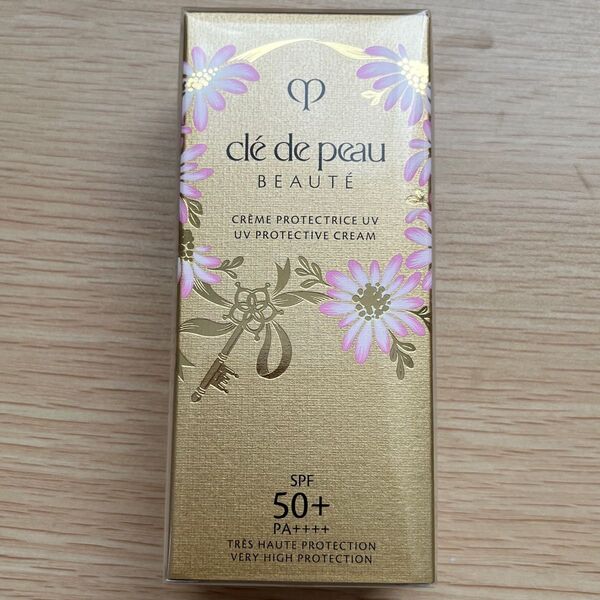 clé de peau
BEAUTÉ
CRÈME PROTECTRICE UV
UV PROTECTIVE CREAM
SPF
50+
PA++++
TRÈS HAUTE PROTECTION
VERY HIGH PROTECTION